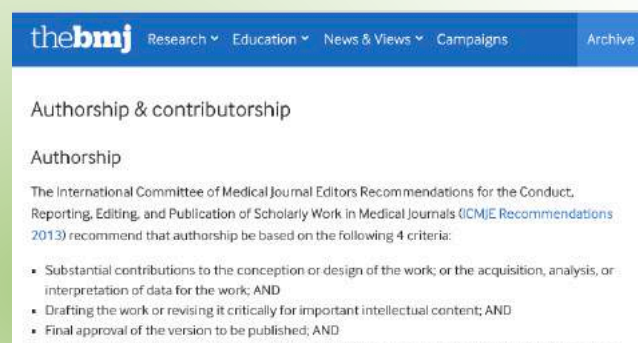 thebmj Research Education News & Views Campaigns Archive
Authorship & contributorship
Authorship
The International Committee of Medical Journal Editors Recommendations for the Conduct,
Reporting, Editing, and Publication of Scholarly Work in Medical Journals (ICMJE Recommendations
2013) recommend that authorship be based on the following 4 criteria:
▪ Substantial contributions to the conception or design of the work; or the acquisition, analysis, or
interpretation of data for the work; AND
▪ Drafting the work or revising it critically for important intellectual content; AND
▪ Final approval of the version to be published; AND